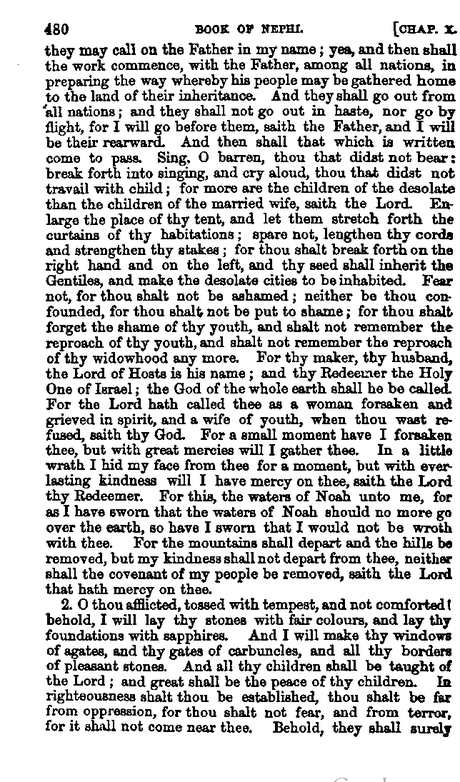 480 BOOK OF NEPHI. [CHAP. X.
they may call on the Father in my name; yea, and then shall
the work commence, with the Father, among all nations, in
preparing the way whereby his people may be gathered home
to the land of their inheritance. And they shall go out from
all nations; and they shall not go out in haste, nor go by
flight, for I will go before them, saith the Father, and I will
be their rearward. And then shall that which is written
come to pass. Sing, O barren, thou that didst not bear:
break forth into singing, and cry aloud, thou that didst not
travail with child; for more are the children of the desolate
than the children of the married wife, saith the Lord. En-
large the place of thy tent, and let them stretch forth the
curtains of thy habitations; spare not, lengthen thy cords
and strengthen thy stakes; for thou shalt break forth on the
right hand and on the left, and thy seed shall inherit the
Gentiles, and make the desolate cities to be inhabited. Fear
not, for thou shalt not be ashamed; neither be thou con-
founded, for thou shalt not be put to shame; for thou shalt
forget the shame of thy youth, and shalt not remember the
reproach of thy youth, and shalt not remember the reproach
of thy widowhood any more. For thy maker, thy husband,
the Lord of Hosts is his name; and thy Redeemer the Holy
One of Israel; the God of the whole earth shall he be called.
For the Lord hath called thee as a woman forsaken and
grieved in spirit, and a wife of youth, when thou wast re-
fused, saith thy God. For a small moment have I forsaken
thee, but with great mercies will I gather thee. In a little
wrath I hid my face from thee for a moment, but with ever-
lasting kindness will I have mercy on thee, saith the Lord
thy Redeemer. For this, the waters of Noah unto me, for
as I have sworn that the waters of Noah should no more go
over the earth, so have I sworn that I would not be wroth
with thee. For the mountains shall depart and the hills be
removed, but my kindness shall not depart from thee, neither
shall the covenant of my people be removed, saith the Lord
that hath mercy on thee.
2. O thou afflicted, tossed with tempest, and not comforted!
behold, I will lay thy stones with fair colours, and lay thy
foundations with sapphires. And I will make thy windows
of agates, and thy gates of carbuncles, and all thy borders
of pleasant stones. And all thy children shall be taught of
the Lord; and great shall be the peace of thy children. In
righteousness shalt thou be established, thou shalt be far
from oppression, for thou shalt not fear, and from terror,
for it shall not come near thee. Behold, they shall surely